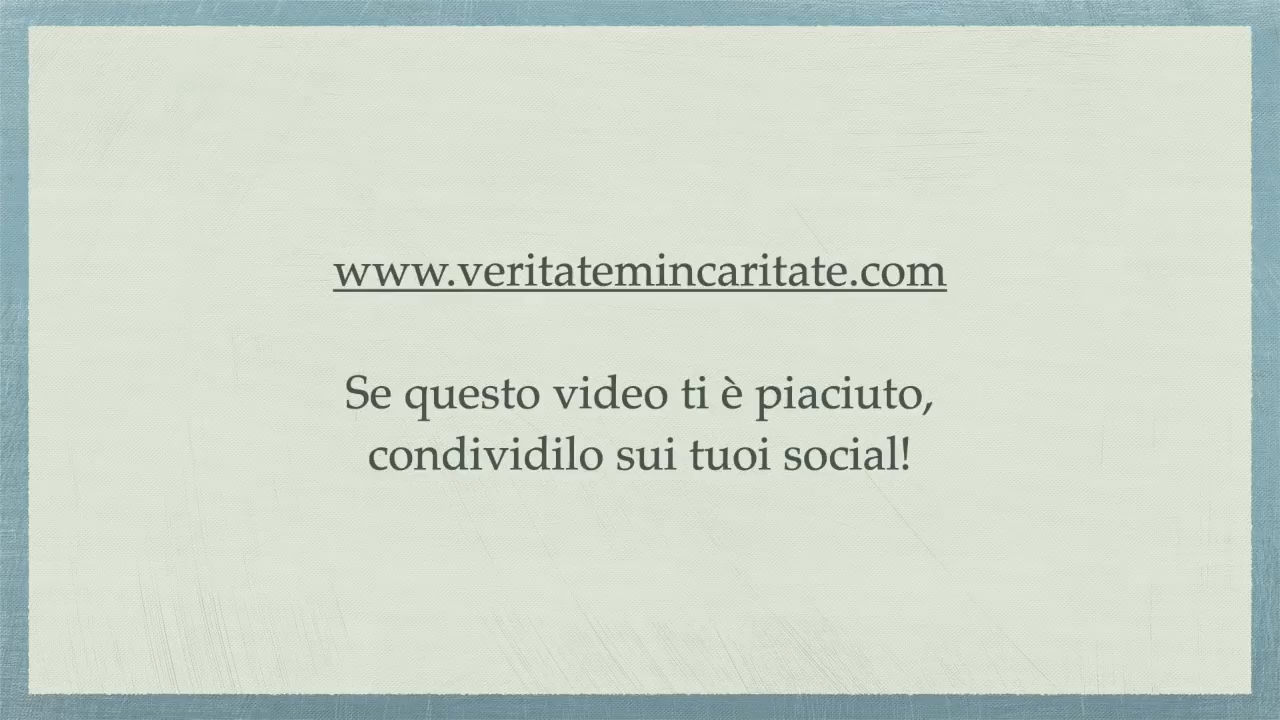 www.veritatemincaritate.com
Se questo video ti è piaciuto,
condividilo sui tuoi social!